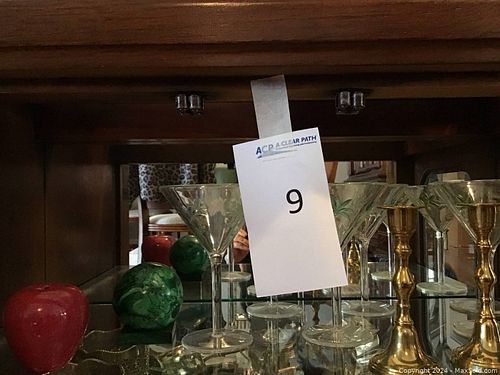 ACP A CLEAR PATH
9
Copyright 2024 - MaxSold.com